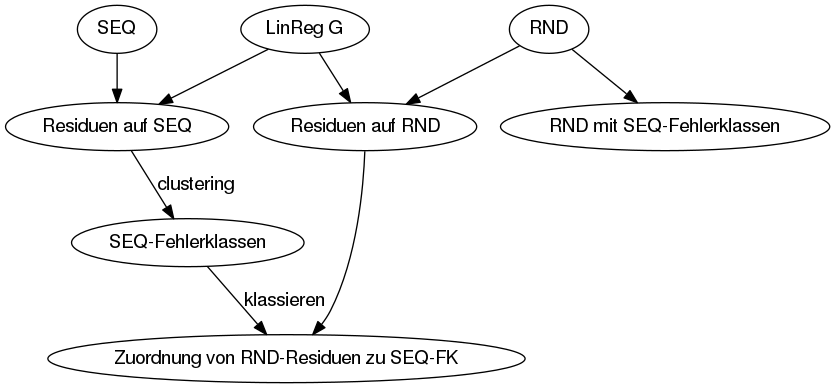 SEQ
LinReg G
RND
Residuen auf SEQ
Residuen auf RND
RND mit SEQ-Fehlerklassen
clustering
SEQ-Fehlerklassen
klassieren
Zuordnung von RND-Residuen zu SEQ-FK